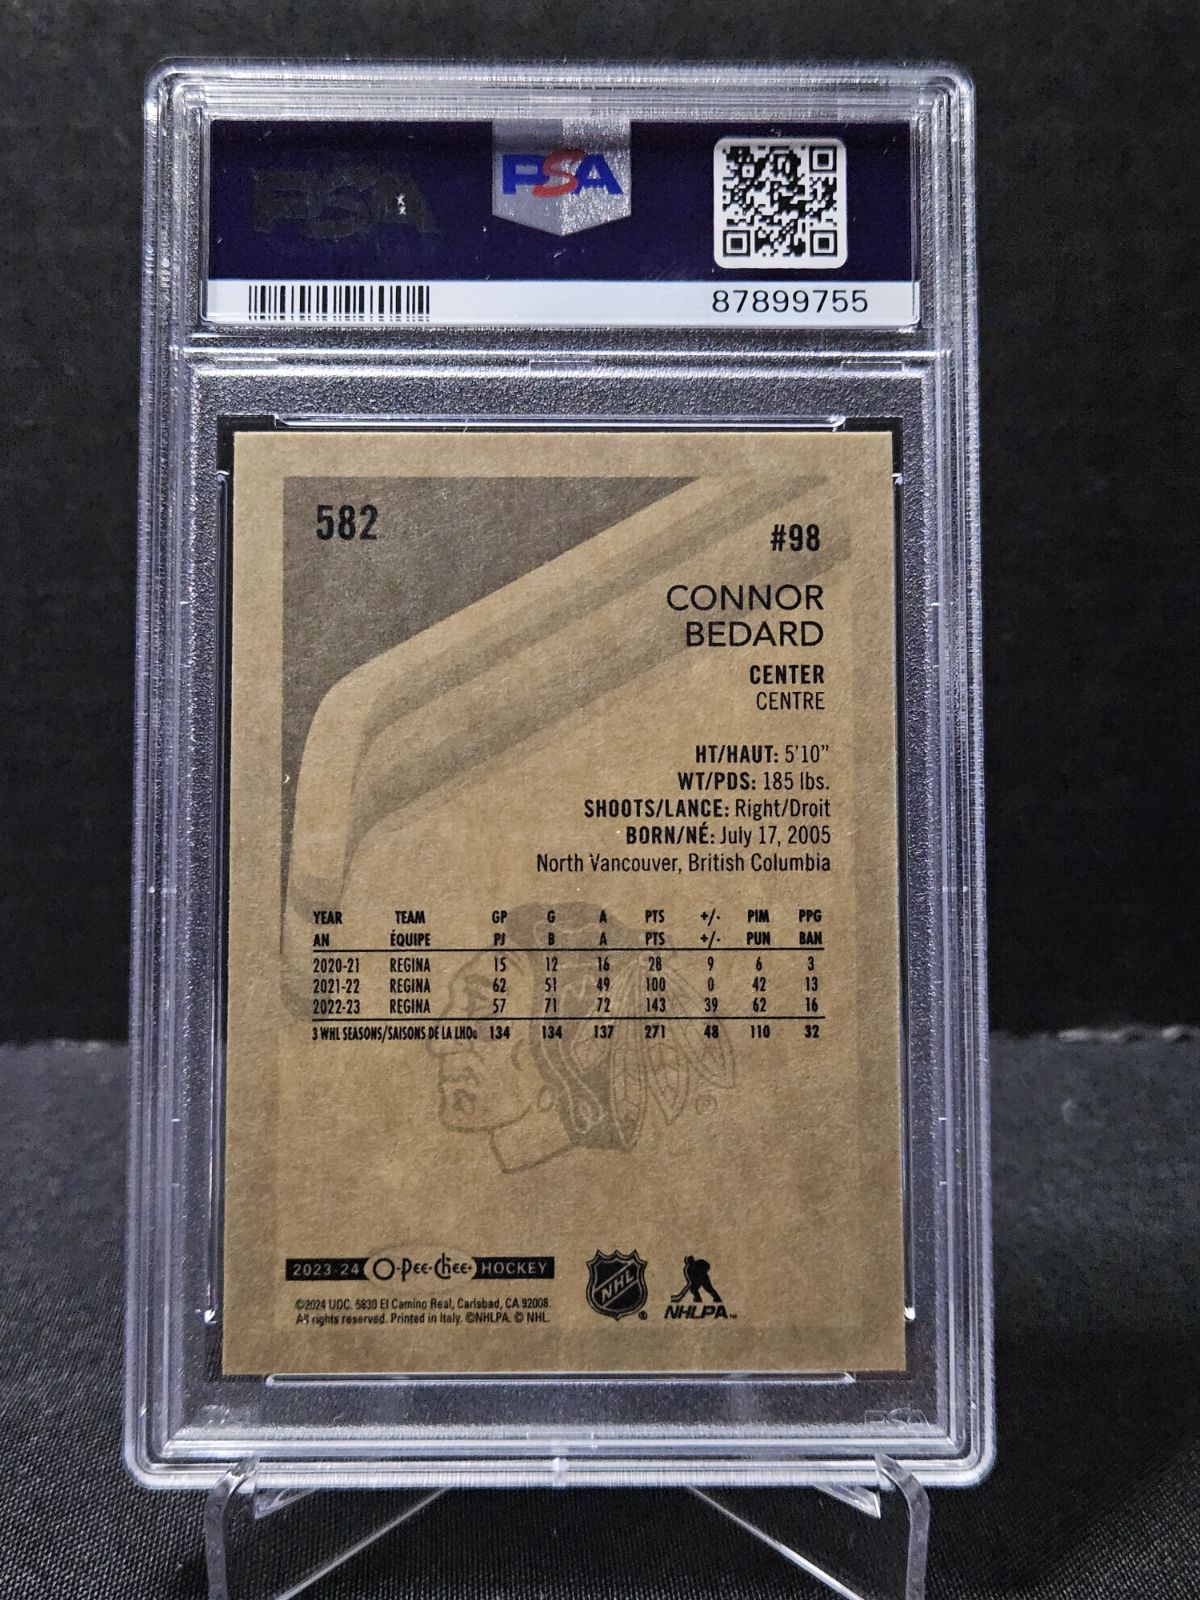 PSA
PSA
87899755
582
#98
CONNOR
BEDARD
CENTER
CENTRE
HT/HAUT: 5'10"
WT/PDS: 185 lbs.
SHOOTS/LANCE: Right/Droit
BORN/NÉ: July 17, 2005
North Vancouver, British Columbia
YEAR TEAM GP G A PTS +/- PIM PPG
AN ÉQUIPE PJ B A PTS +/- PUN BAN
2020-21 REGINA 15 12 16 28 9 6 3
2021-22 REGINA 62 51 49 100 0 42 13
2022-23 REGINA 57 71 72 143 39 62 16
3 WHL SEASONS/SAISONS DE LA LHOu 134 134 137 271 48 110 32
®
2023-24 O-Pee-Chee HOCKEY
NHL ®
NHLPA™
©2024 UDC. 5830 El Camino Real, Carlsbad, CA 92008.
All rights reserved. Printed in Italy. ©NHLPA. © NHL.
PSA